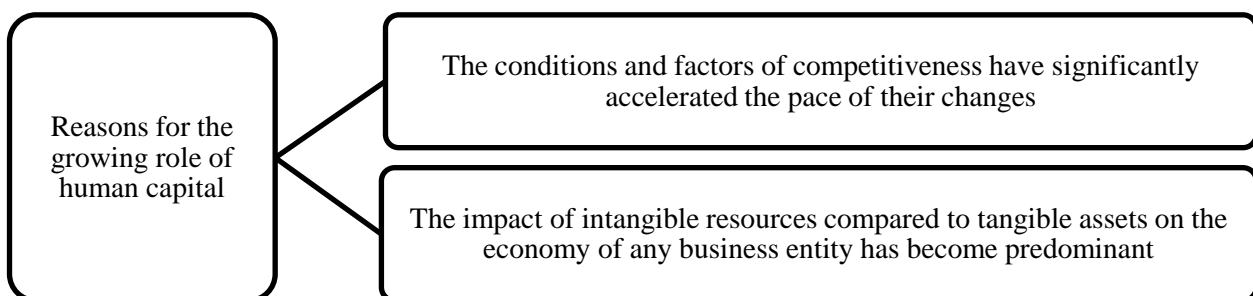 Reasons for the
growing role of
human capital
The conditions and factors of competitiveness have significantly
accelerated the pace of their changes
The impact of intangible resources compared to tangible assets on the
economy of any business entity has become predominant